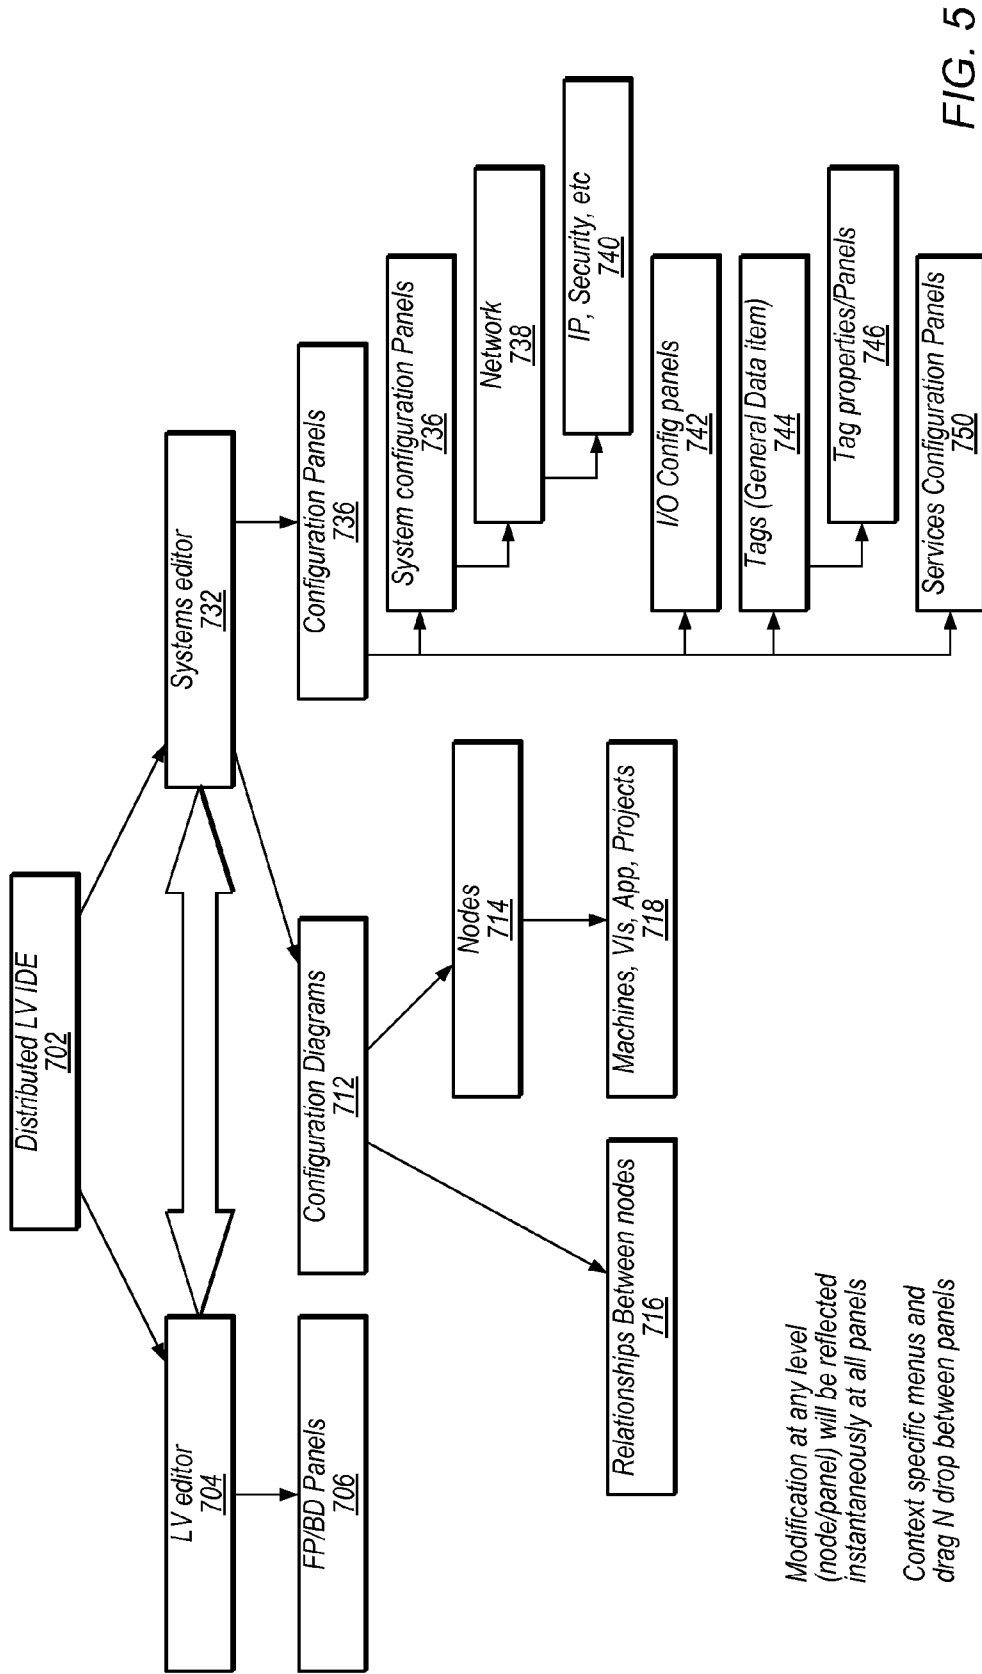 Distributed LV IDE
702
LV editor
704
Systems editor
732
FP/BD Panels
706
Configuration Diagrams
712
Configuration Panels
736
Relationships Between nodes
716
Nodes
714
Machines, VIs, App, Projects
718
System configuration Panels
736
Network
738
IP, Security, etc
740
I/O Config panels
742
Tags (General Data item)
744
Tag properties/Panels
746
Services Configuration Panels
750
Modification at any level
(node/panel) will be reflected
instantaneously at all panels
Context specific menus and
drag N drop between panels
FIG. 5